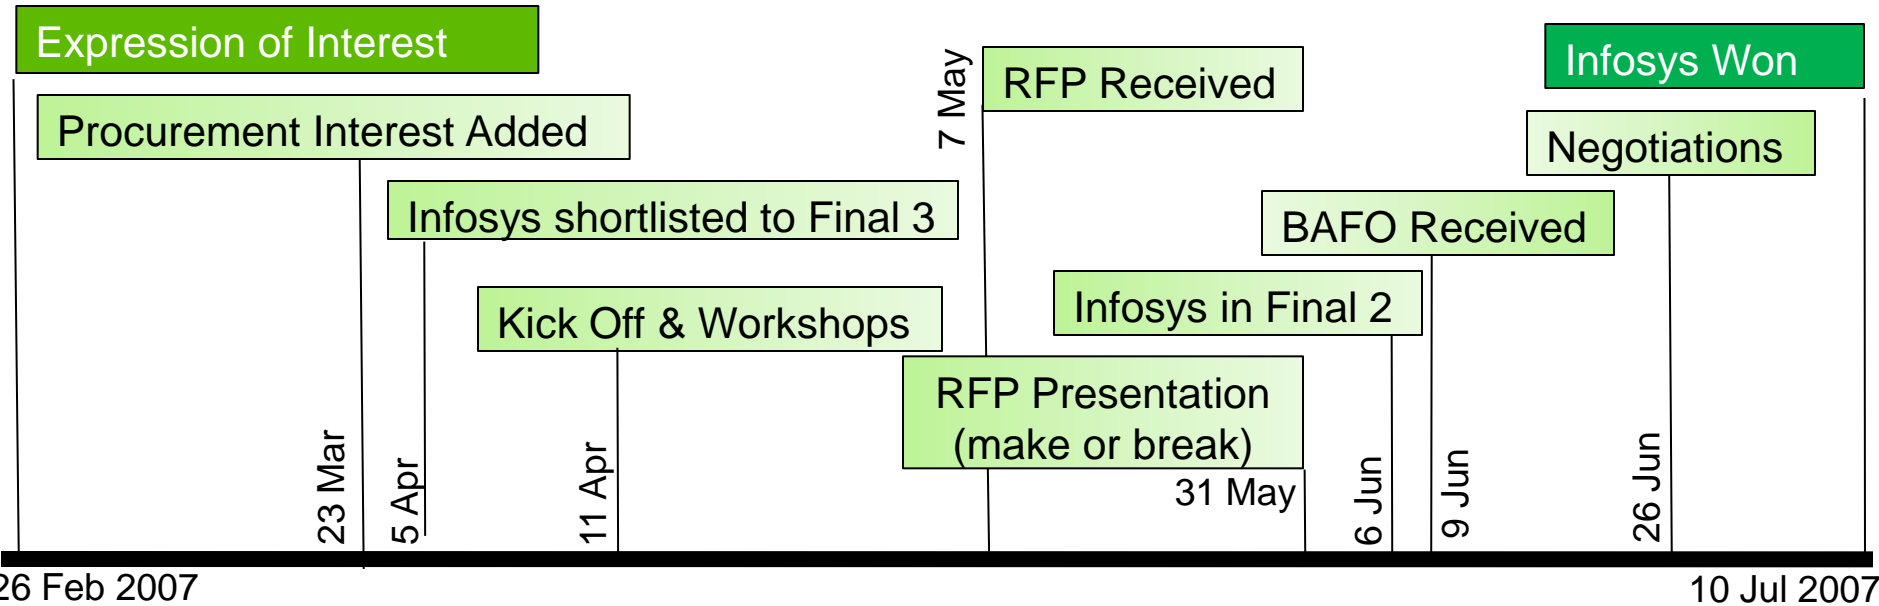 Expression of Interest
Infosys Won
7 May
RFP Received
Procurement Interest Added
Negotiations
Infosys shortlisted to Final 3
BAFO Received
Infosys in Final 2
Kick Off & Workshops
RFP Presentation
(make or break)
23 Mar
5 Apr
11 Apr
31 May
6 Jun
9 Jun
26 Jun
26 Feb 2007
10 Jul 2007